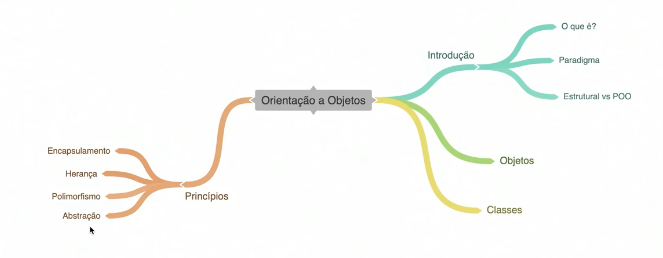 Orientação a Objetos
Introdução
O que é?
Paradigma
Estrutural vs POO
Objetos
Classes
Princípios
Encapsulamento
Herança
Polimorfismo
Abstração